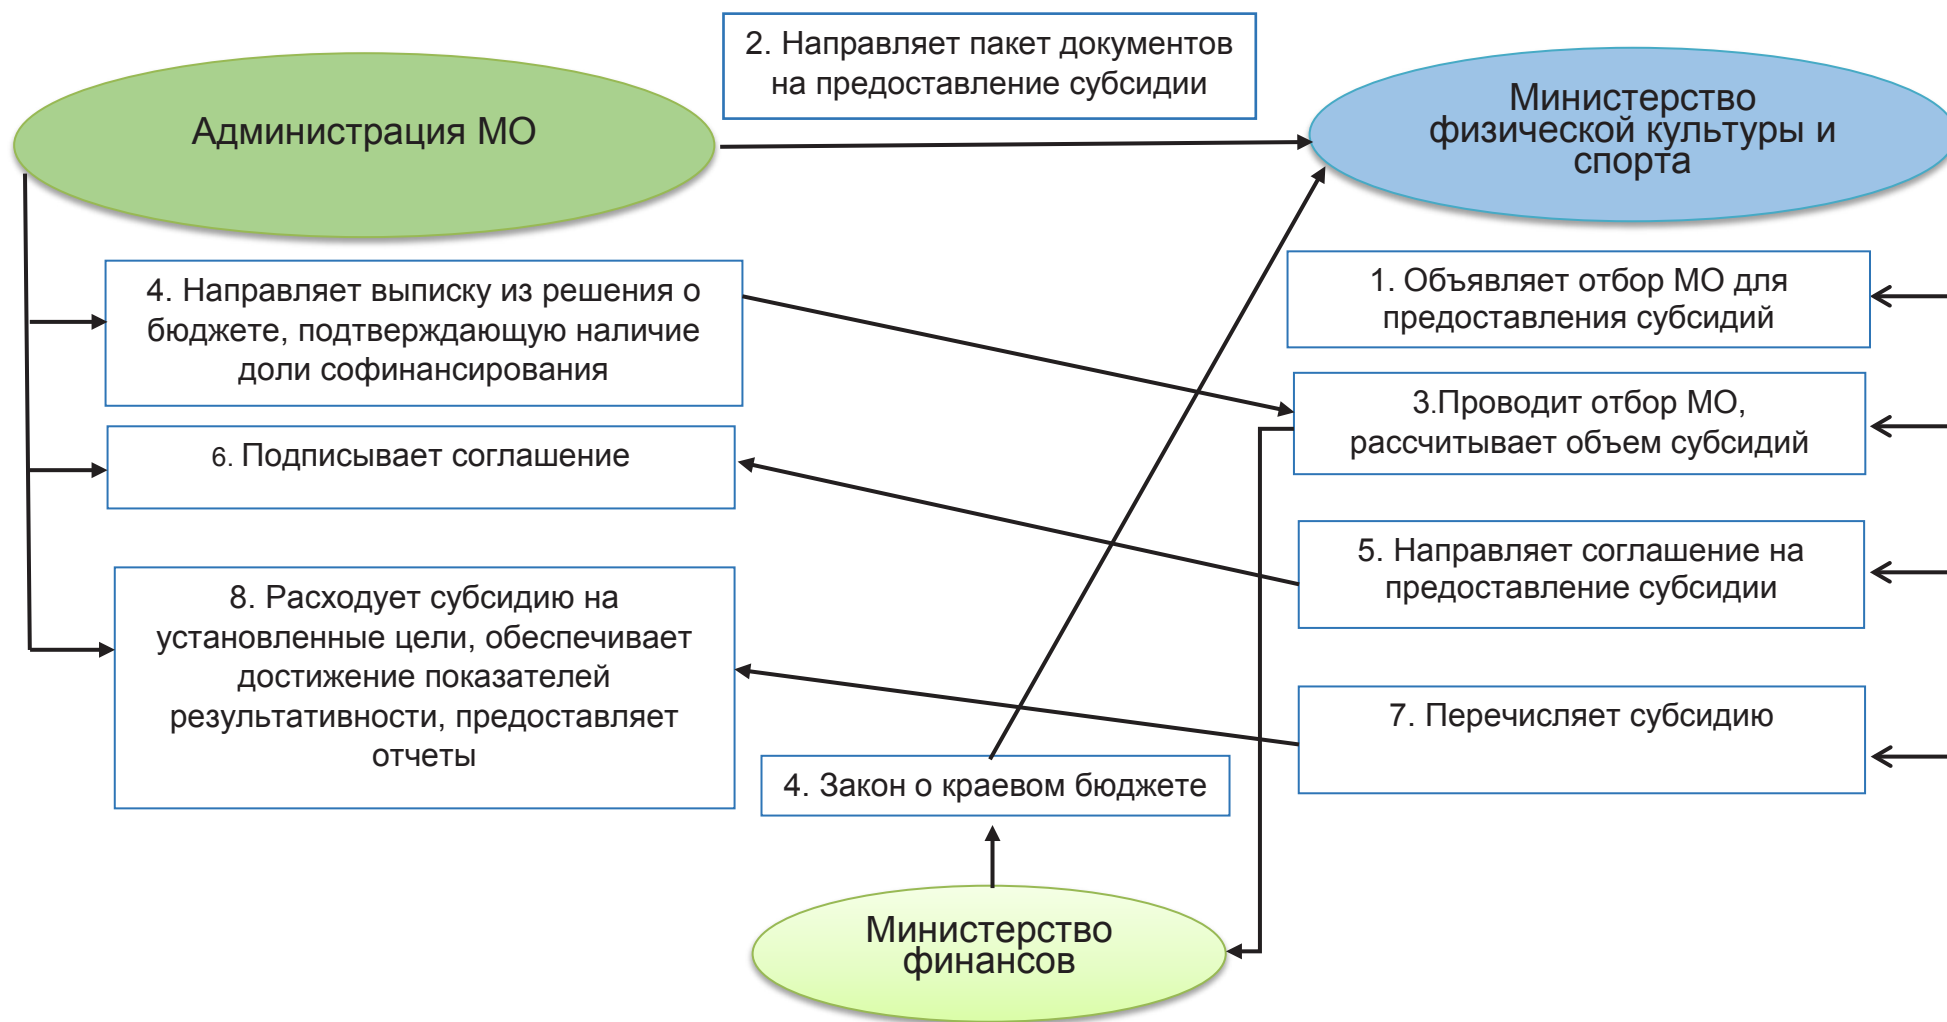 2. Направляет пакет документов
на предоставление субсидии
Администрация МО
Министерство
физической культуры и
спорта
4. Направляет выписку из решения о
бюджете, подтверждающую наличие
доли софинансирования
1. Объявляет отбор МО для
предоставления субсидий
3.Проводит отбор МО,
рассчитывает объем субсидий
6. Подписывает соглашение
5. Направляет соглашение на
предоставление субсидии
8. Расходует субсидию на
установленные цели, обеспечивает
достижение показателей
результативности, предоставляет
отчеты
7. Перечисляет субсидию
4. Закон о краевом бюджете
Министерство
финансов